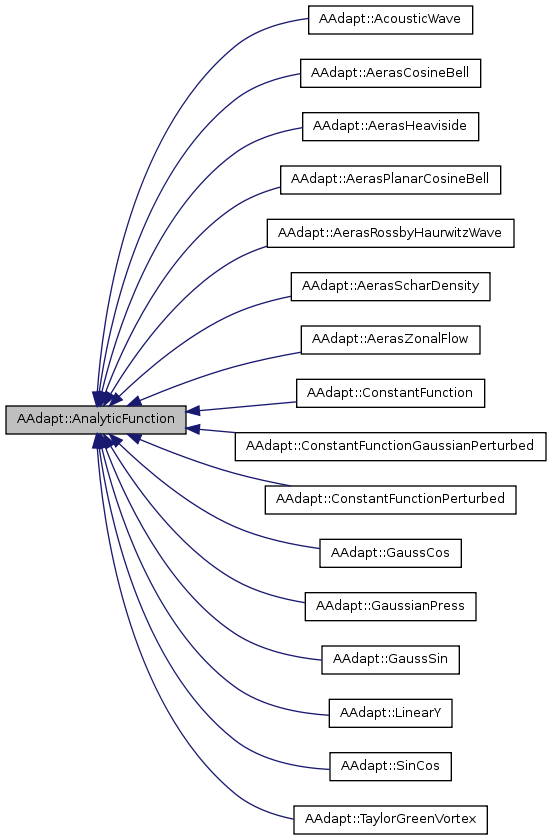 AAdapt::AcousticWave
AAdapt::AerasCosineBell
AAdapt::AerasHeaviside
AAdapt::AerasPlanarCosineBell
AAdapt::AerasRossbyHaurwitzWave
AAdapt::AerasScharDensity
AAdapt::AerasZonalFlow
AAdapt::ConstantFunction
AAdapt::AnalyticFunction
AAdapt::ConstantFunctionGaussianPerturbed
AAdapt::ConstantFunctionPerturbed
AAdapt::GaussCos
AAdapt::GaussianPress
AAdapt::GaussSin
AAdapt::LinearY
AAdapt::SinCos
AAdapt::TaylorGreenVortex